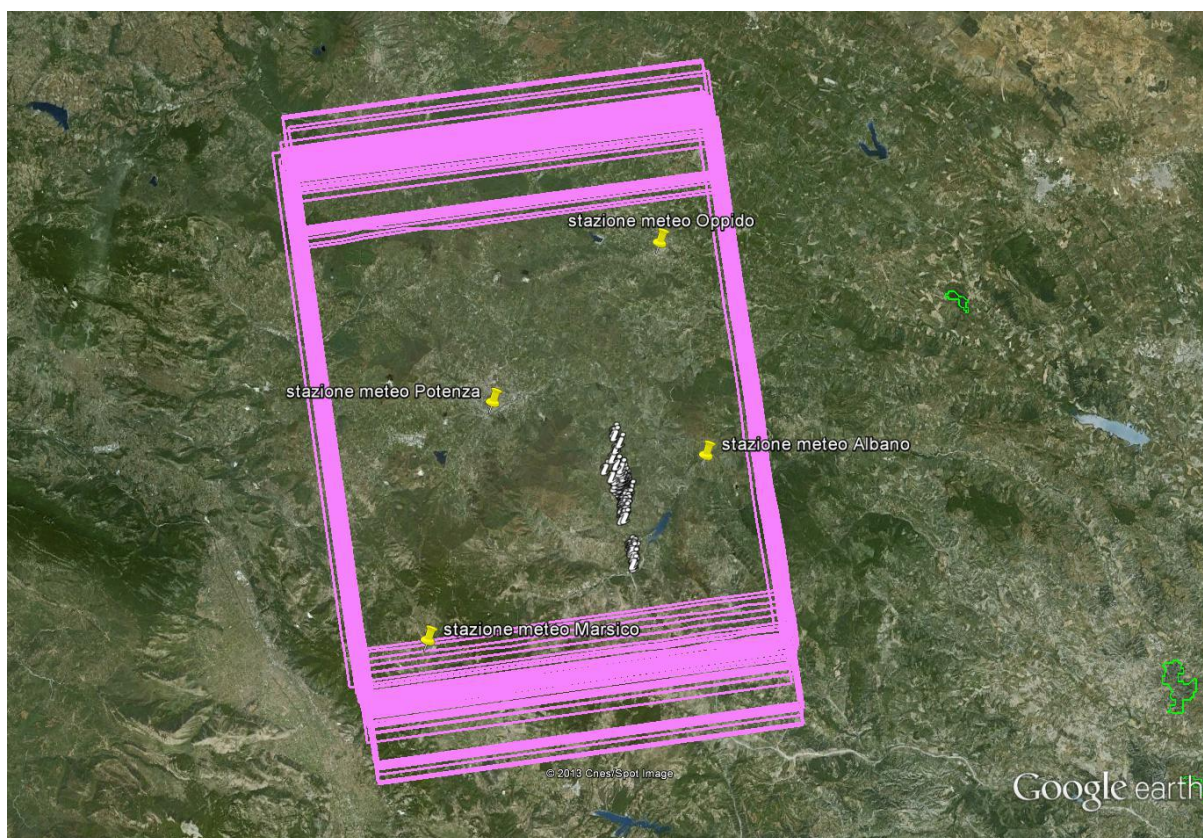 stazione meteo Oppido
stazione meteo Potenza
stazione meteo Albano
stazione meteo Marsico
© 2013 Cnes/Spot Image
Google earth